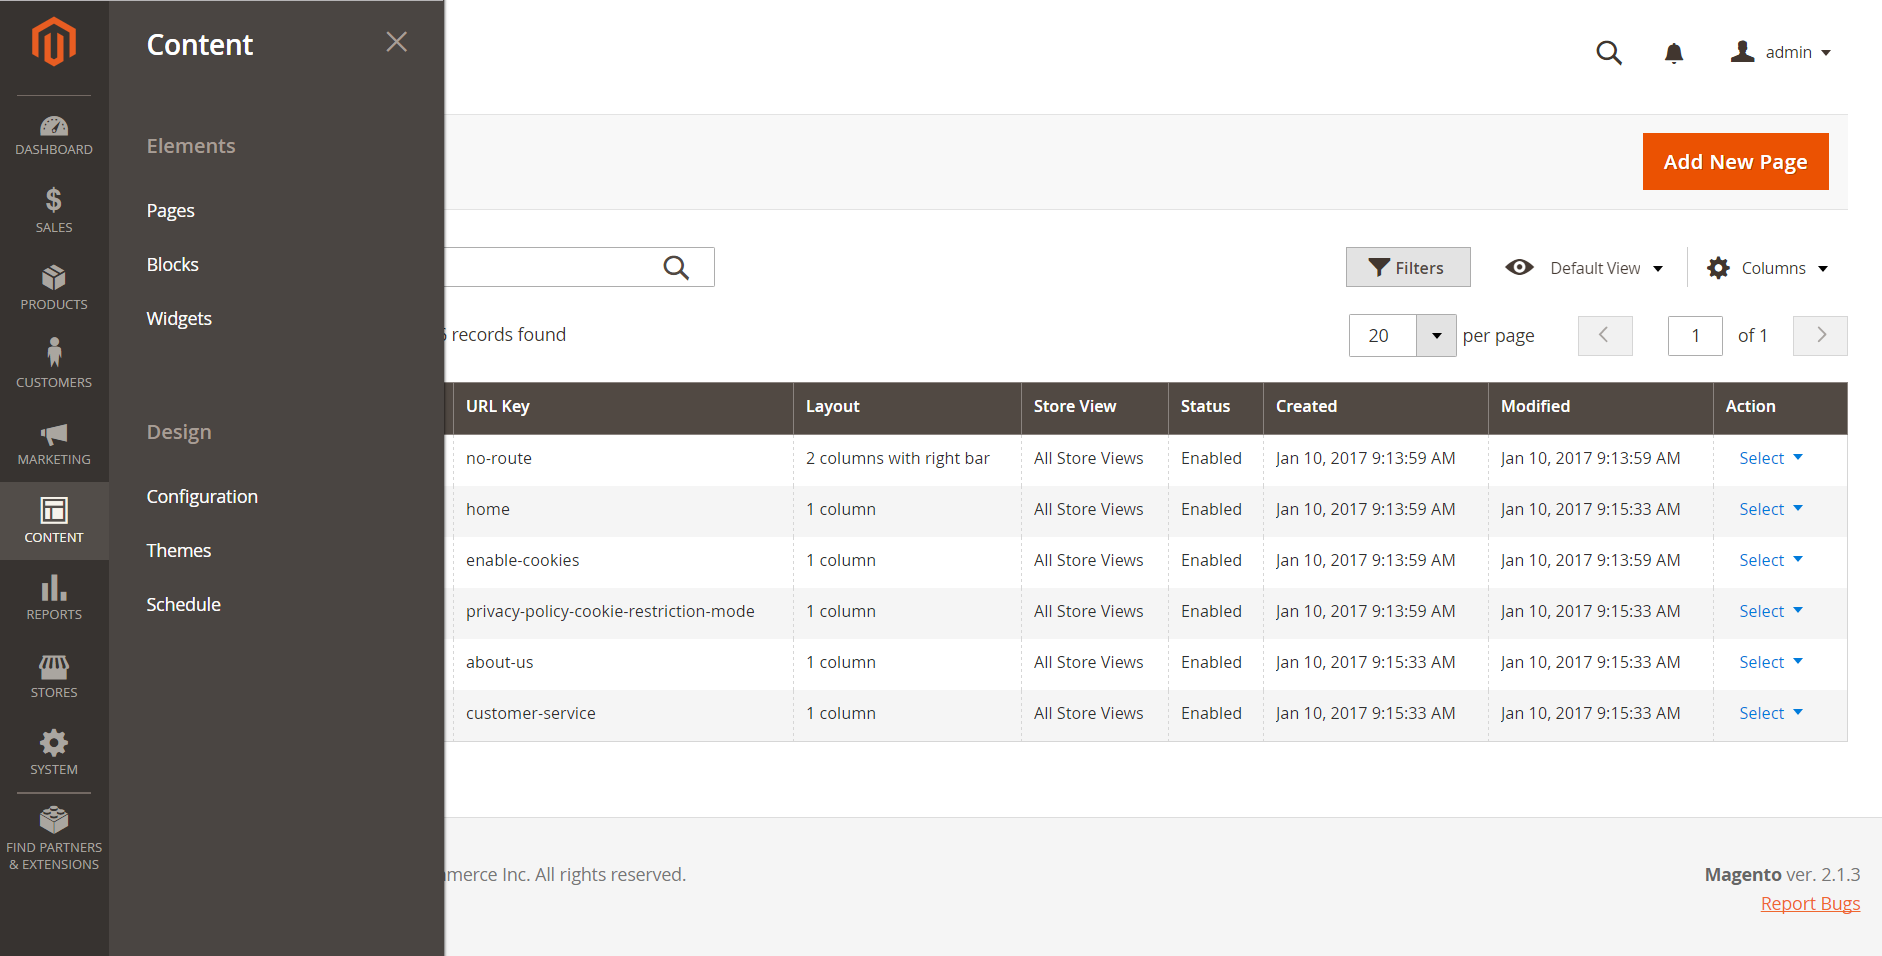 Content
DASHBOARD
SALES
PRODUCTS
CUSTOMERS
MARKETING
CONTENT
REPORTS
STORES
SYSTEM
FIND PARTNERS
& EXTENSIONS
Elements
Pages
Blocks
Widgets
Design
Configuration
Themes
Schedule
admin
Add New Page
Filters
Default View
Columns
records found
20 per page 1 of 1
URL Key Layout Store View Status Created Modified Action
no-route 2 columns with right bar All Store Views Enabled Jan 10, 2017 9:13:59 AM Jan 10, 2017 9:13:59 AM Select
home 1 column All Store Views Enabled Jan 10, 2017 9:13:59 AM Jan 10, 2017 9:15:33 AM Select
enable-cookies 1 column All Store Views Enabled Jan 10, 2017 9:13:59 AM Jan 10, 2017 9:13:59 AM Select
privacy-policy-cookie-restriction-mode 1 column All Store Views Enabled Jan 10, 2017 9:13:59 AM Jan 10, 2017 9:15:33 AM Select
about-us 1 column All Store Views Enabled Jan 10, 2017 9:15:33 AM Jan 10, 2017 9:15:33 AM Select
customer-service 1 column All Store Views Enabled Jan 10, 2017 9:15:33 AM Jan 10, 2017 9:15:33 AM Select
Inc. All rights reserved.
Magento ver. 2.1.3
Report Bugs